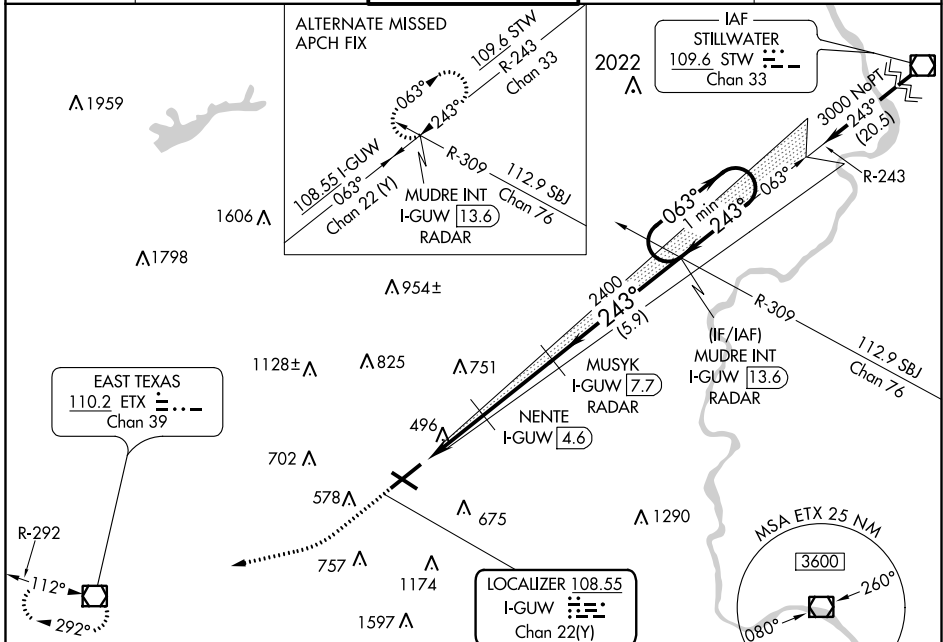 ALTERNATE MISSED
APCH FIX
109.6 STW
R-243
Chan 33
063°
243°
108.55 I-GUW
063°
Chan 22 (Y)
R-309
112.9 SBJ
Chan 76
MUDRE INT
I-GUW 13.6
RADAR
IAF
STILLWATER
109.6 STW
Chan 33
2022
3000 NoPT
243°
(20.5)
R-243
1959
1606
1798
063°
1 min
243°
063°
954±
2400
243°
(5.9)
R-309
112.9 SBJ
Chan 76
(IF/IAF)
MUDRE INT
I-GUW 13.6
RADAR
1128±
825
751
MUSYK
I-GUW 7.7
RADAR
NENTE
I-GUW 4.6
EAST TEXAS
110.2 ETX
Chan 39
496
702
578
675
1290
757
1174
1597
R-292
112°
292°
LOCALIZER 108.55
I-GUW
Chan 22(Y)
MSA ETX 25 NM
3600
260°
080°